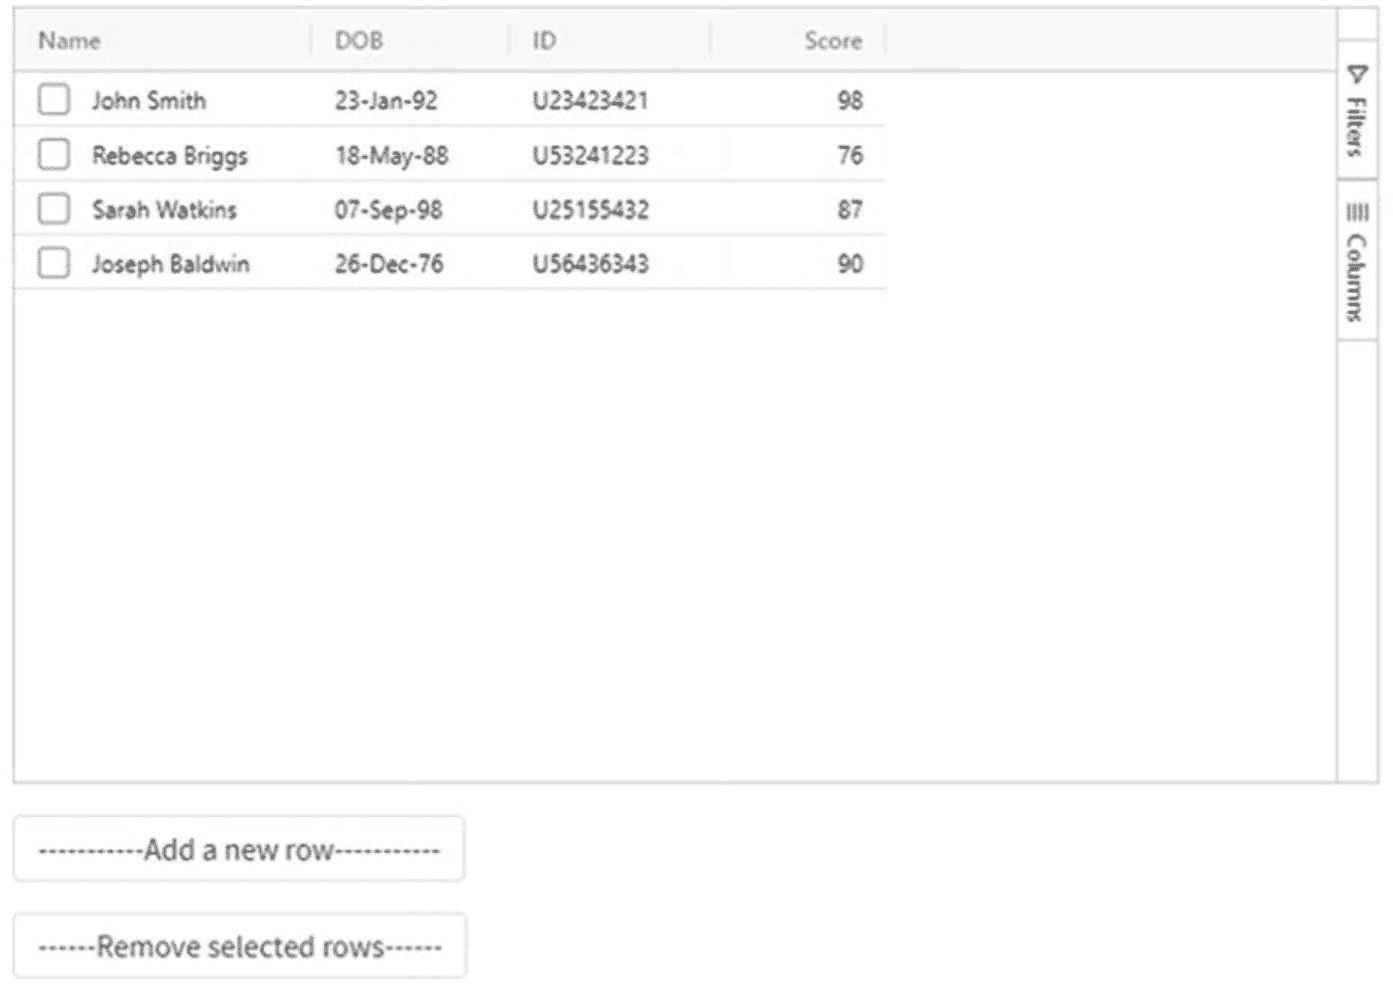 Name DOB ID Score
John Smith 23-Jan-92 U23423421 98
Rebecca Briggs 18-May-88 U53241223 76
Sarah Watkins 07-Sep-98 U25155432 87
Joseph Baldwin 26-Dec-76 U56436343 90
Filters
Columns
-----------Add a new row-----------
------Remove selected rows------